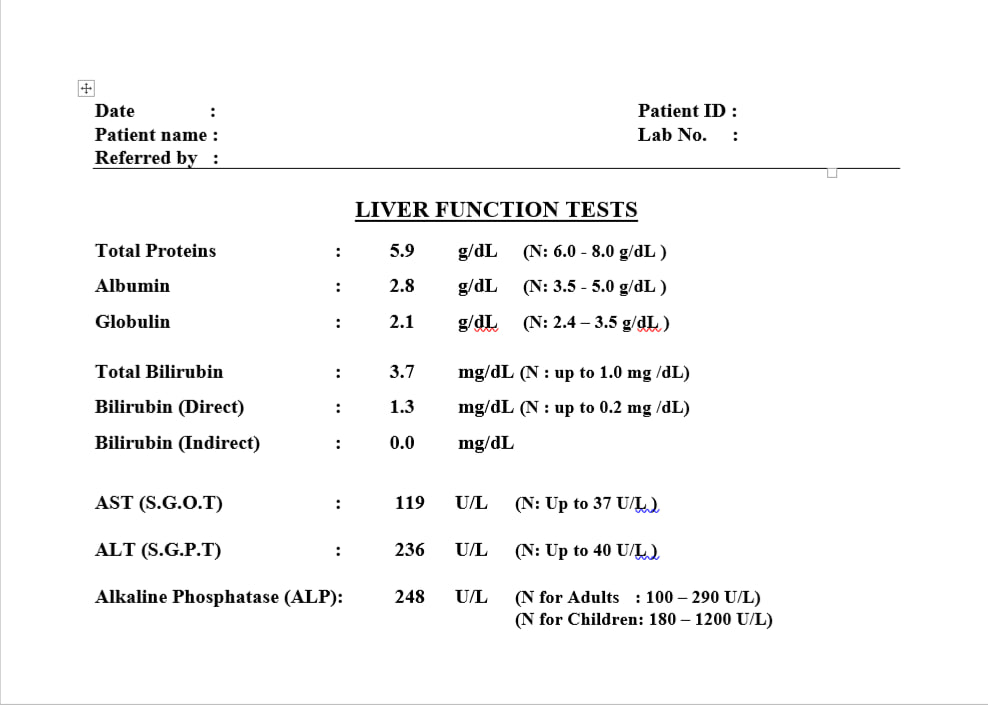 Date : Patient ID :
Patient name : Lab No. :
Referred by :
LIVER FUNCTION TESTS
Total Proteins : 5.9 g/dL (N: 6.0 - 8.0 g/dL )
Albumin : 2.8 g/dL (N: 3.5 - 5.0 g/dL )
Globulin : 2.1 g/dL (N: 2.4 – 3.5 g/dL )
Total Bilirubin : 3.7 mg/dL (N : up to 1.0 mg /dL)
Bilirubin (Direct) : 1.3 mg/dL (N : up to 0.2 mg /dL)
Bilirubin (Indirect) : 0.0 mg/dL
AST (S.G.O.T) : 119 U/L (N: Up to 37 U/L )
ALT (S.G.P.T) : 236 U/L (N: Up to 40 U/L )
Alkaline Phosphatase (ALP): 248 U/L (N for Adults : 100 – 290 U/L)
(N for Children: 180 – 1200 U/L)